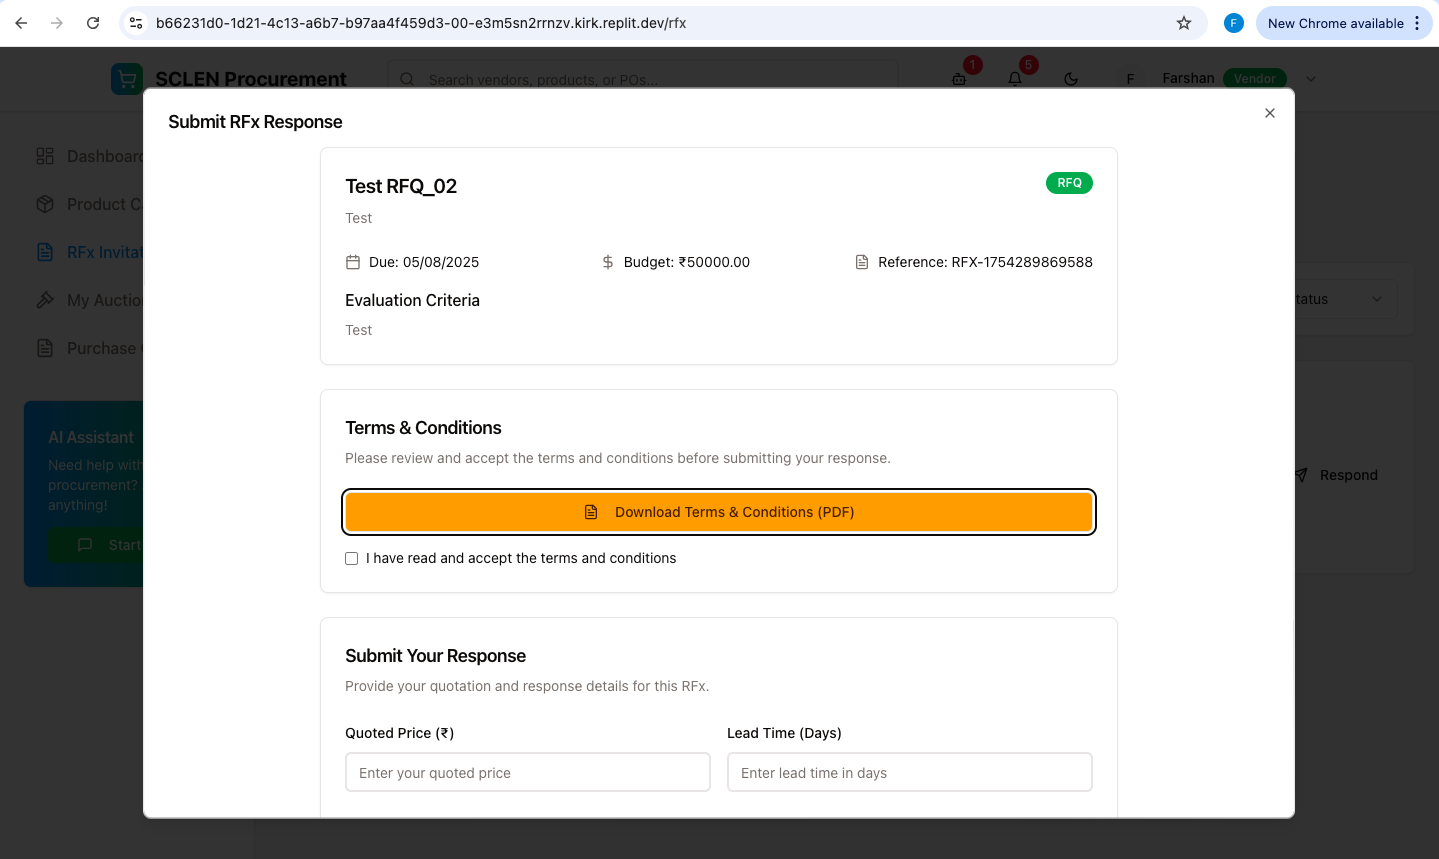 b66231d0-1d21-4c13-a6b7-b97aa4f459d3-00-e3m5sn2rrnzv.kirk.replit.dev/rfx
F
New Chrome available
SCLEN Procurement
Search vendors, products, or POs...
1
5
F
Farshan
Vendor
Submit RFx Response
Dashboard
Product C
RFx Invitat
My Auctio
Purchase
AI Assistant
Need help with
procurement?
anything!
Start
tatus
Respond
Test RFQ_02
RFQ
Test
Due: 05/08/2025
Budget: ₹50000.00
Reference: RFX-1754289869588
Evaluation Criteria
Test
Terms & Conditions
Please review and accept the terms and conditions before submitting your response.
Download Terms & Conditions (PDF)
I have read and accept the terms and conditions
Submit Your Response
Provide your quotation and response details for this RFx.
Quoted Price (₹)
Lead Time (Days)
Enter your quoted price
Enter lead time in days